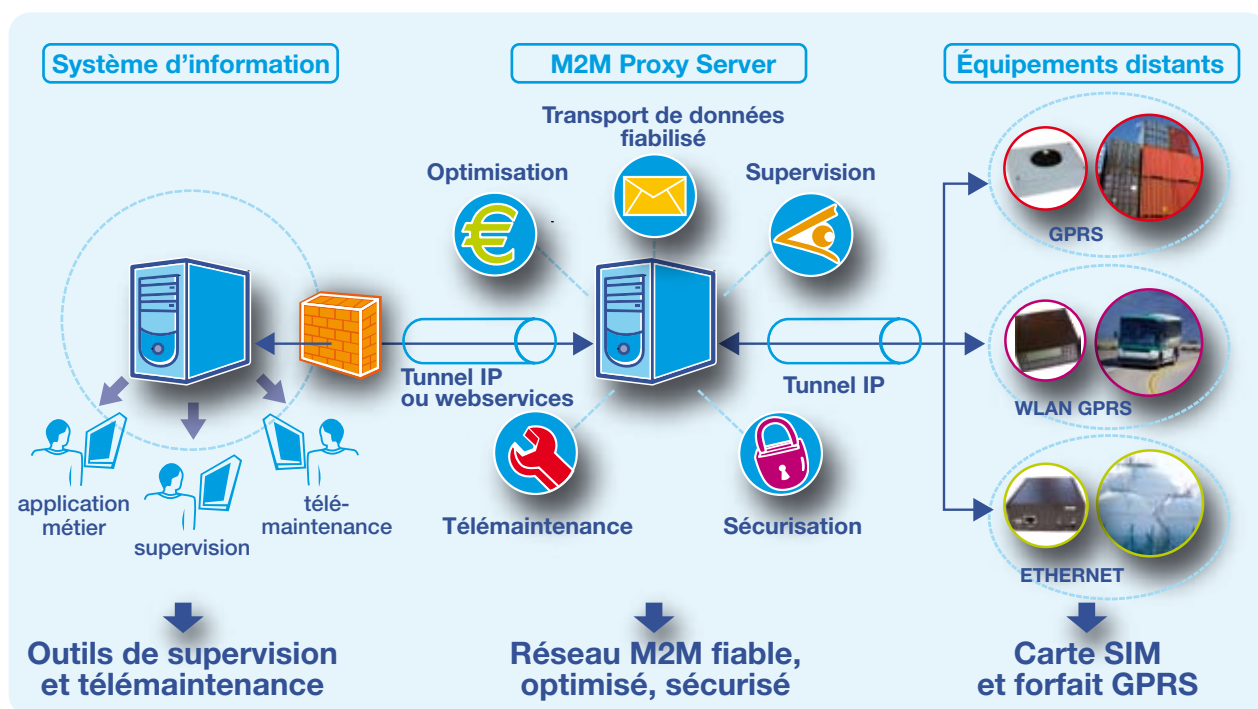 Système d'information
M2M Proxy Server
Équipements distants
Transport de données
fiabilisé
Optimisation
Supervision
GPRS
Tunnel IP
ou webservices
Tunnel IP
WLAN GPRS
application
métier
supervision
télé-
maintenance
Télémaintenance
Sécurisation
ETHERNET
Outils de supervision
et télémaintenance
Réseau M2M fiable,
optimisé, sécurisé
Carte SIM
et forfait GPRS